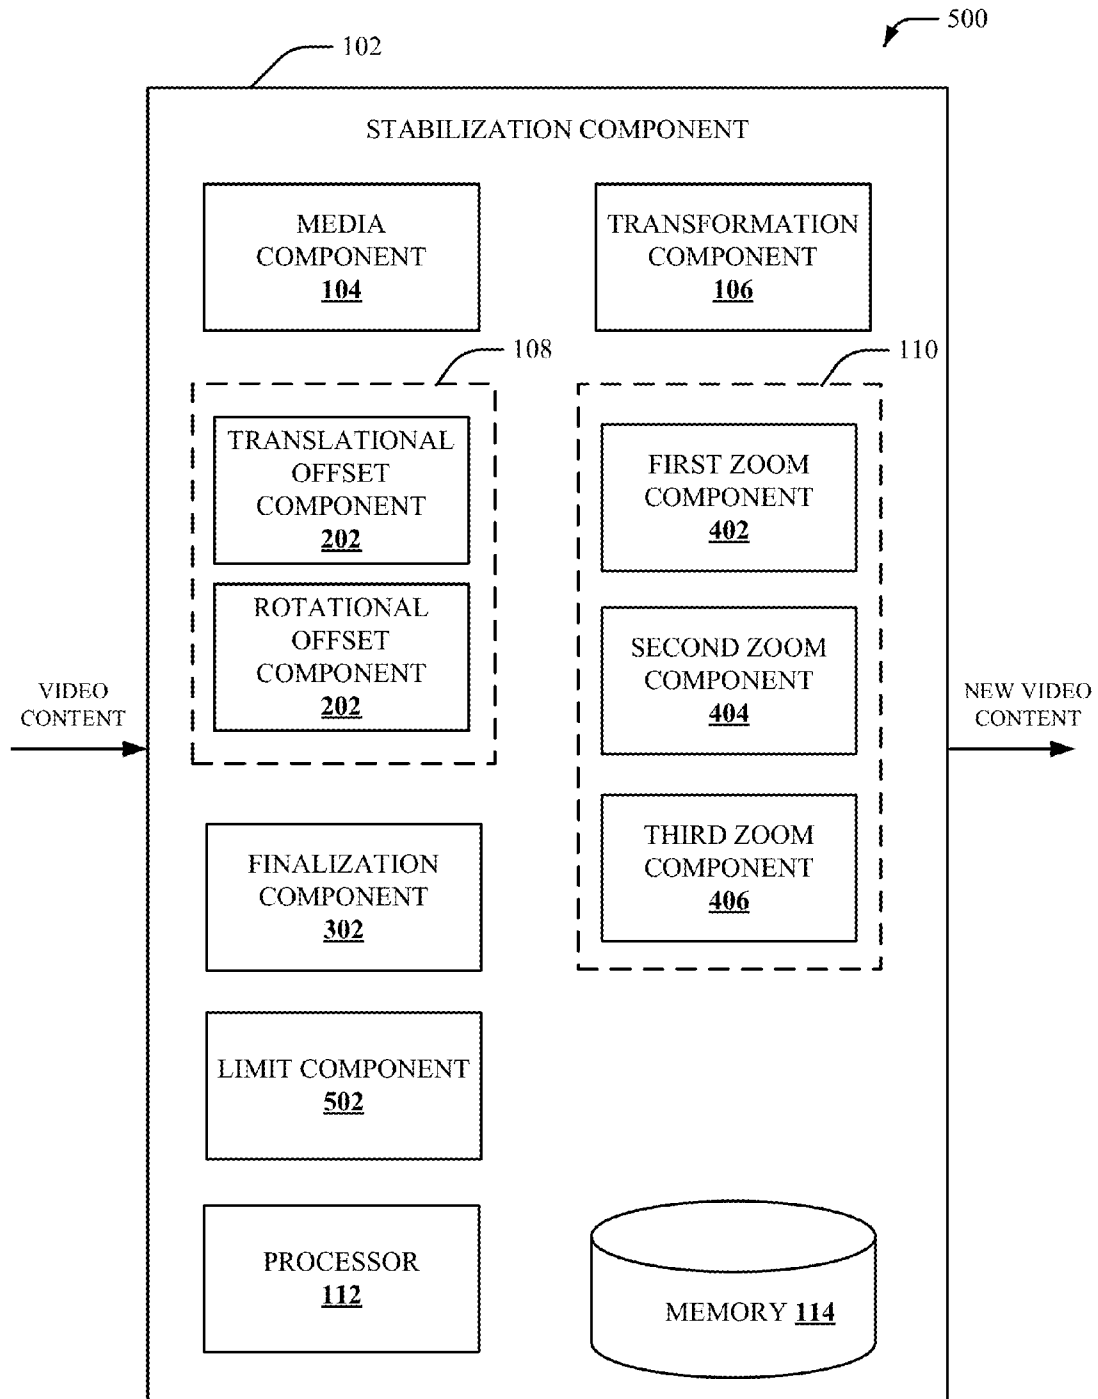 500
102
STABILIZATION COMPONENT
MEDIA
COMPONENT
104
TRANSFORMATION
COMPONENT
106
108
110
TRANSLATIONAL
OFFSET
COMPONENT
202
ROTATIONAL
OFFSET
COMPONENT
202
FIRST ZOOM
COMPONENT
402
SECOND ZOOM
COMPONENT
404
THIRD ZOOM
COMPONENT
406
VIDEO
CONTENT
NEW VIDEO
CONTENT
FINALIZATION
COMPONENT
302
LIMIT COMPONENT
502
PROCESSOR
112
MEMORY 114